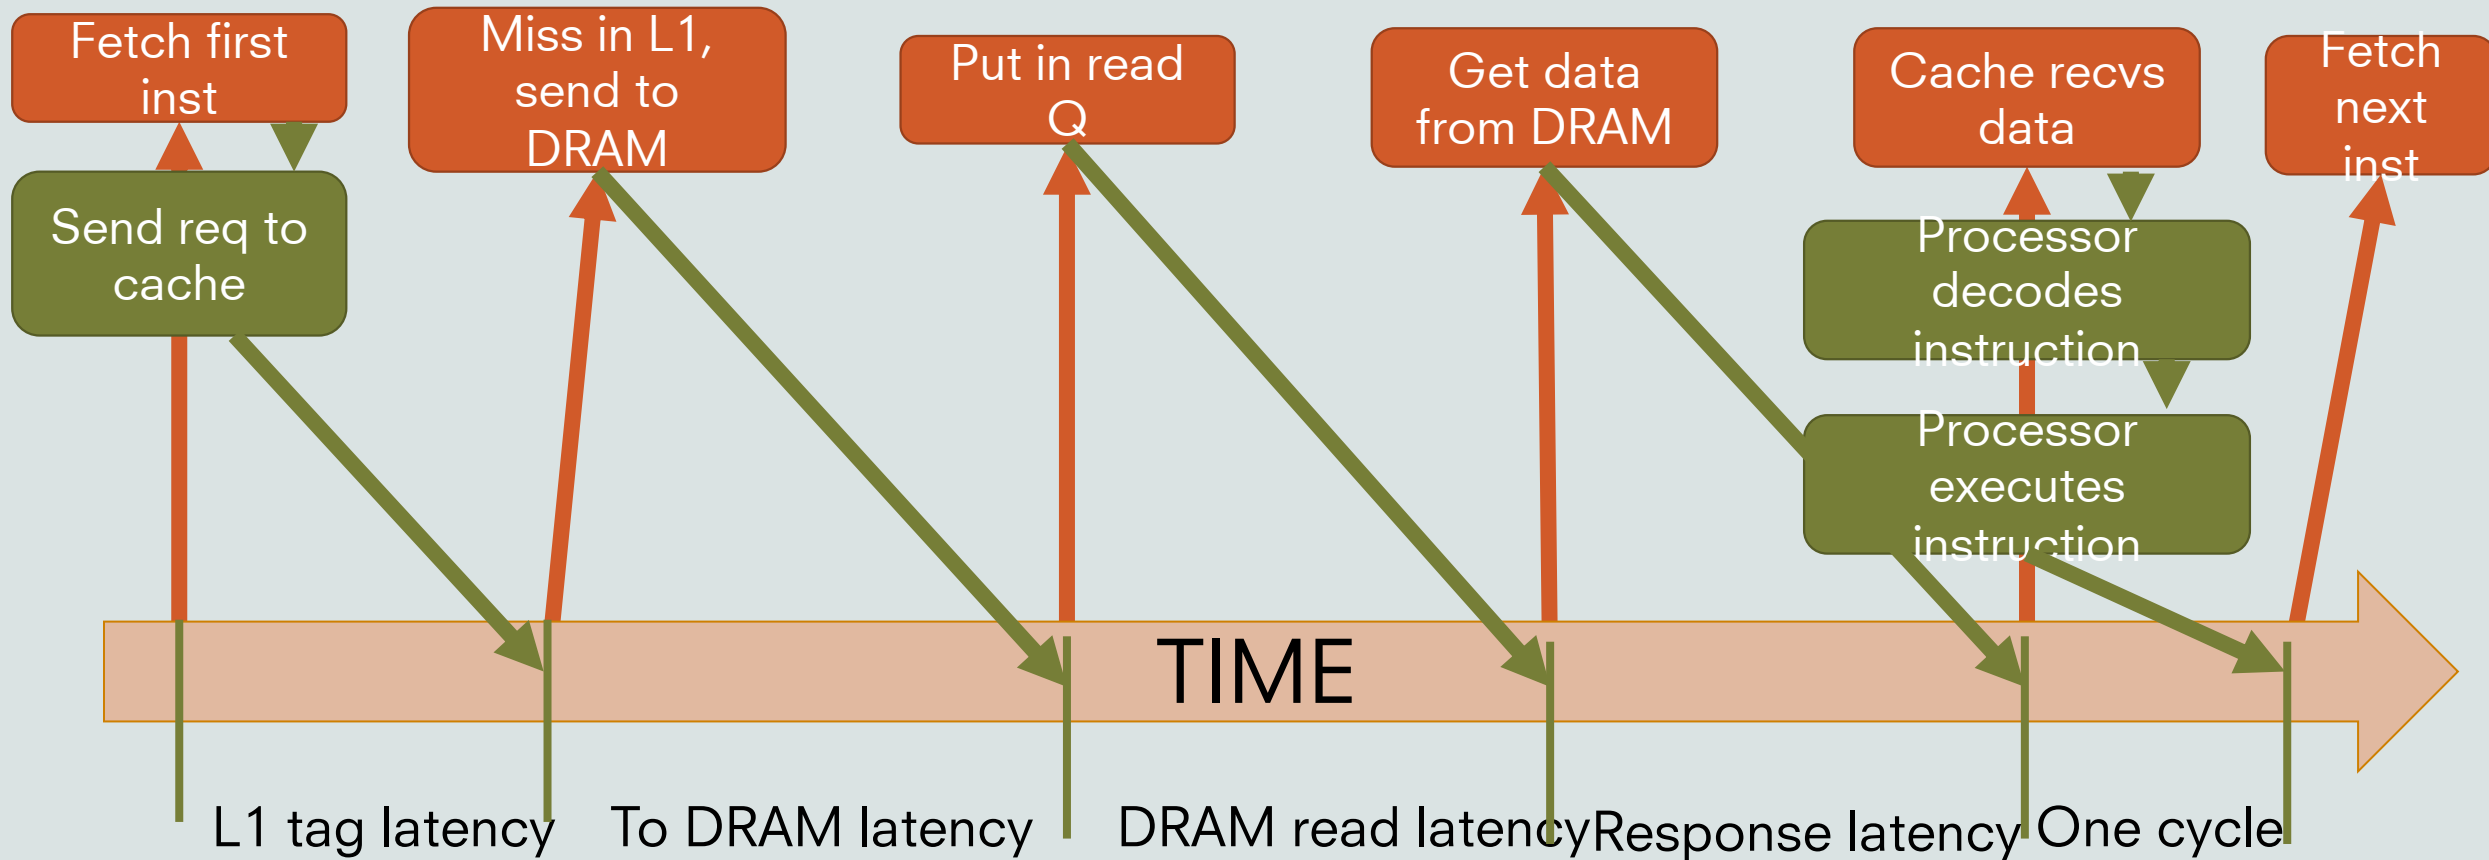 Fetch first
inst
Send req to
cache
Miss in L1,
send to
DRAM
Put in read
Q
Get data
from DRAM
Cache recvs
data
Processor
decodes
instruction
Processor
executes
instruction
Fetch
next
inst
TIME
L1 tag latency
To DRAM latency
DRAM read latency
Response latency
One cycle